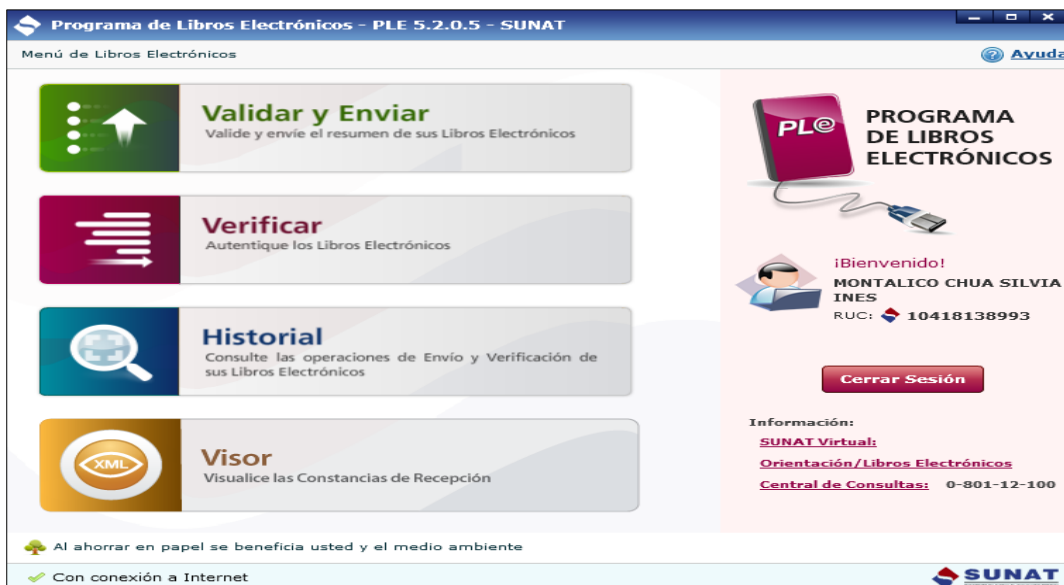 Programa de Libros Electrónicos - PLE 5.2.0.5 - SUNAT
Menú de Libros Electrónicos
Ayuda
Validar y Enviar
Valide y envíe el resumen de sus Libros Electrónicos
Verificar
Autentique los Libros Electrónicos
Historial
Consulte las operaciones de Envío y Verificación de
sus Libros Electrónicos
XML
Visor
Visualice las Constancias de Recepción
PL@
PROGRAMA
DE LIBROS
ELECTRÓNICOS
¡Bienvenido!
MONTALICO CHUA SILVIA
INES
RUC: 10418138993
Cerrar Sesión
Información:
SUNAT Virtual:
Orientación/Libros Electrónicos
Central de Consultas: 0-801-12-100
Al ahorrar en papel se beneficia usted y el medio ambiente
Con conexión a Internet
SUNAT